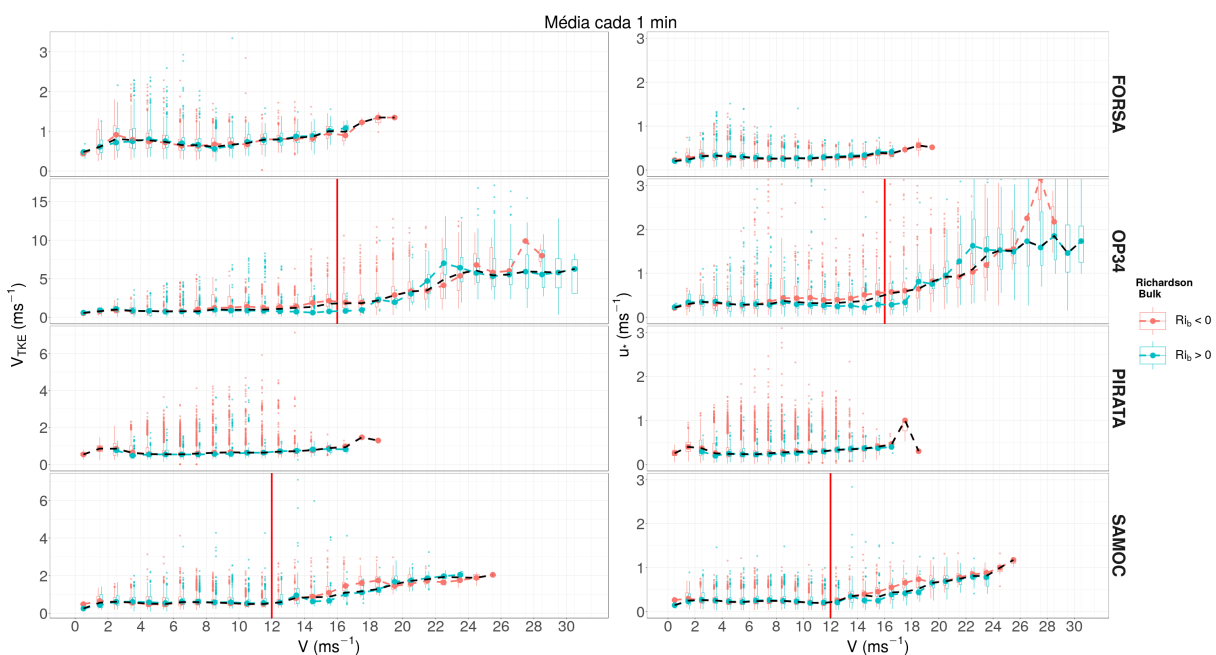 Média cada 1 min
3
2
1
0
3
2
1
0
FORSA
15
10
5
0
3
2
1
0
OP34
6
4
2
0
3
2
1
0
PIRATA
6
4
2
0
3
2
1
0
SAMOC
V_TKE (ms⁻¹)
u* (ms⁻¹)
0 2 4 6 8 10 12 14 16 18 20 22 24 26 28 30
0 2 4 6 8 10 12 14 16 18 20 22 24 26 28 30
V (ms⁻¹)
V (ms⁻¹)
Richardson
Bulk
Ri_b < 0
Ri_b > 0